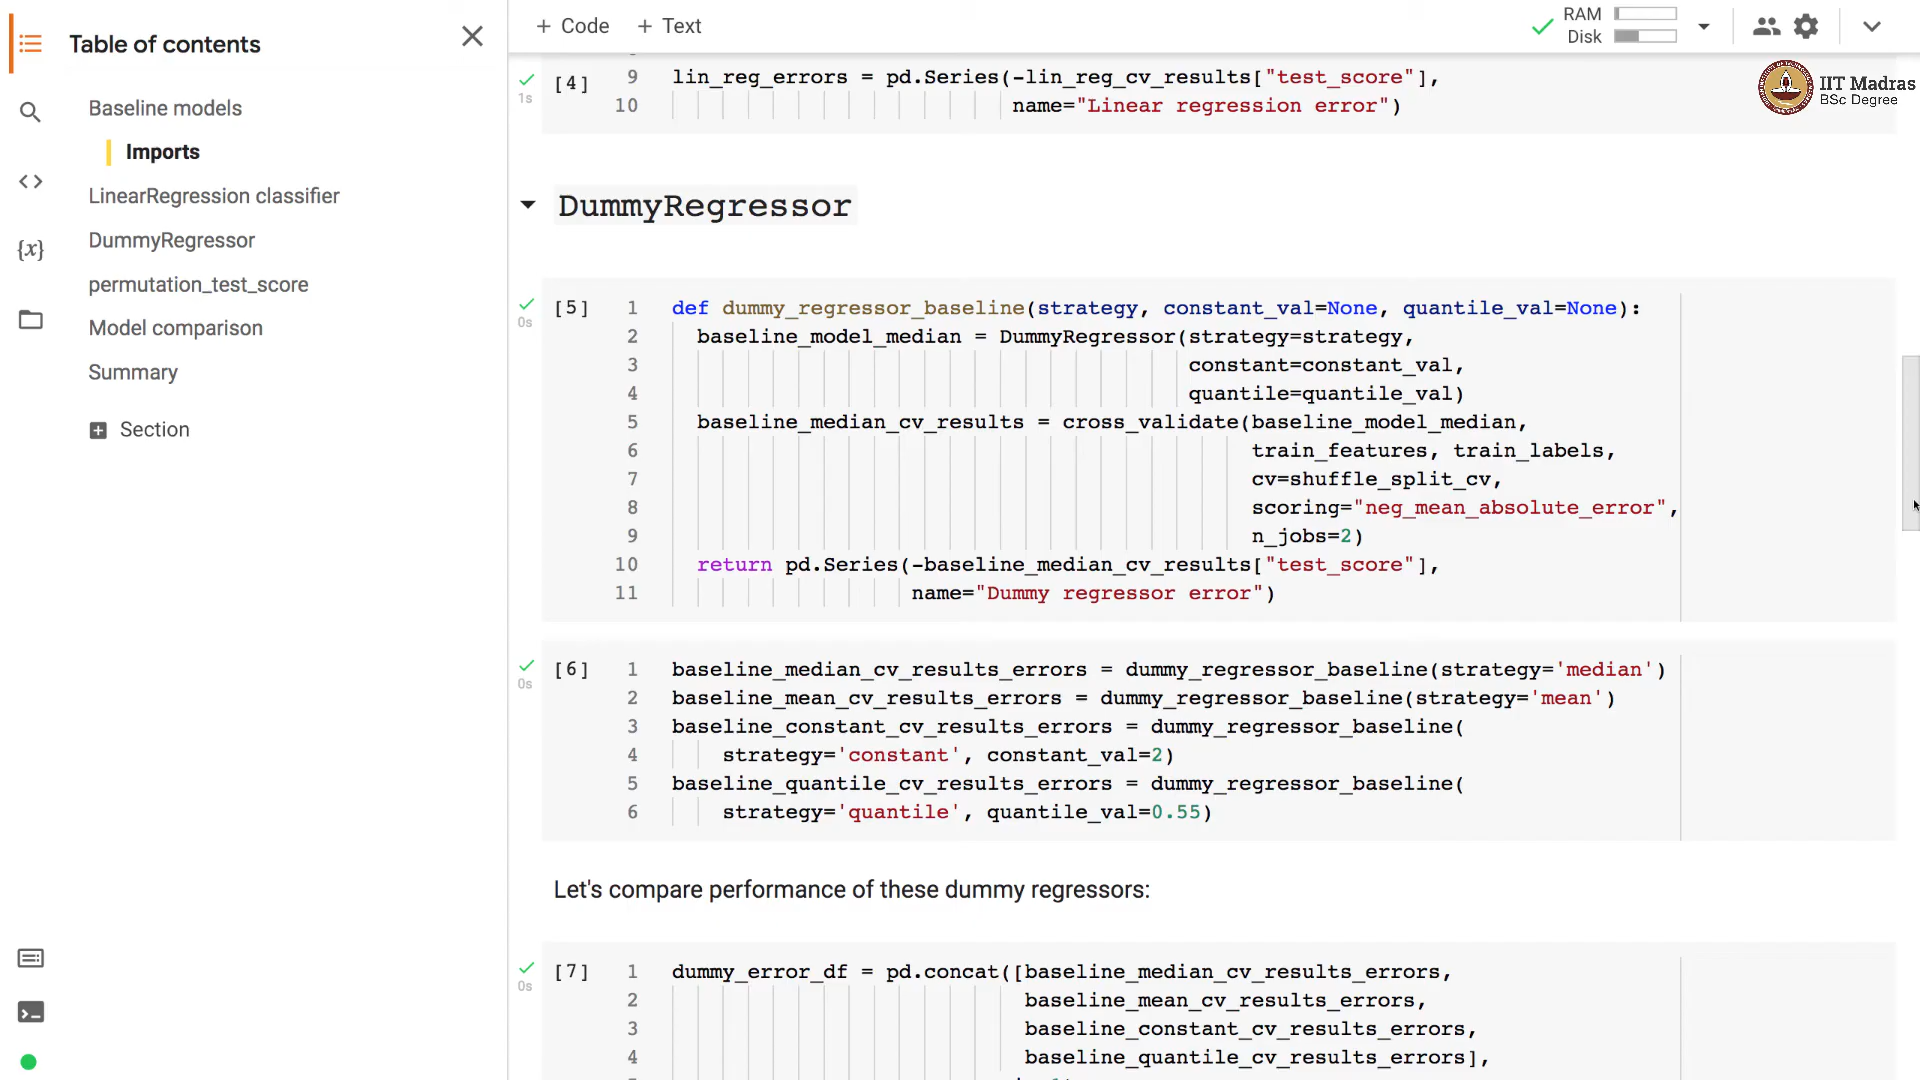 Table of contents
Baseline models
Imports
LinearRegression classifier
DummyRegressor
permutation_test_score
Model comparison
Summary
Section
{x}
+ Code + Text
RAM
Disk
IIT Madras
BSc Degree
[4]
1s
9 lin_reg_errors = pd.Series(-lin_reg_cv_results["test_score"],
10 name="Linear regression error")
DummyRegressor
[5]
0s
1 def dummy_regressor_baseline(strategy, constant_val=None, quantile_val=None):
2 baseline_model_median = DummyRegressor(strategy=strategy,
3 constant=constant_val,
4 quantile=quantile_val)
5 baseline_median_cv_results = cross_validate(baseline_model_median,
6 train_features, train_labels,
7 cv=shuffle_split_cv,
8 scoring="neg_mean_absolute_error",
9 n_jobs=2)
10 return pd.Series(-baseline_median_cv_results["test_score"],
11 name="Dummy regressor error")
[6]
0s
1 baseline_median_cv_results_errors = dummy_regressor_baseline(strategy='median')
2 baseline_mean_cv_results_errors = dummy_regressor_baseline(strategy='mean')
3 baseline_constant_cv_results_errors = dummy_regressor_baseline(
4 strategy='constant', constant_val=2)
5 baseline_quantile_cv_results_errors = dummy_regressor_baseline(
6 strategy='quantile', quantile_val=0.55)
Let's compare performance of these dummy regressors:
[7]
0s
1 dummy_error_df = pd.concat([baseline_median_cv_results_errors,
2 baseline_mean_cv_results_errors,
3 baseline_constant_cv_results_errors,
4 baseline_quantile_cv_results_errors],